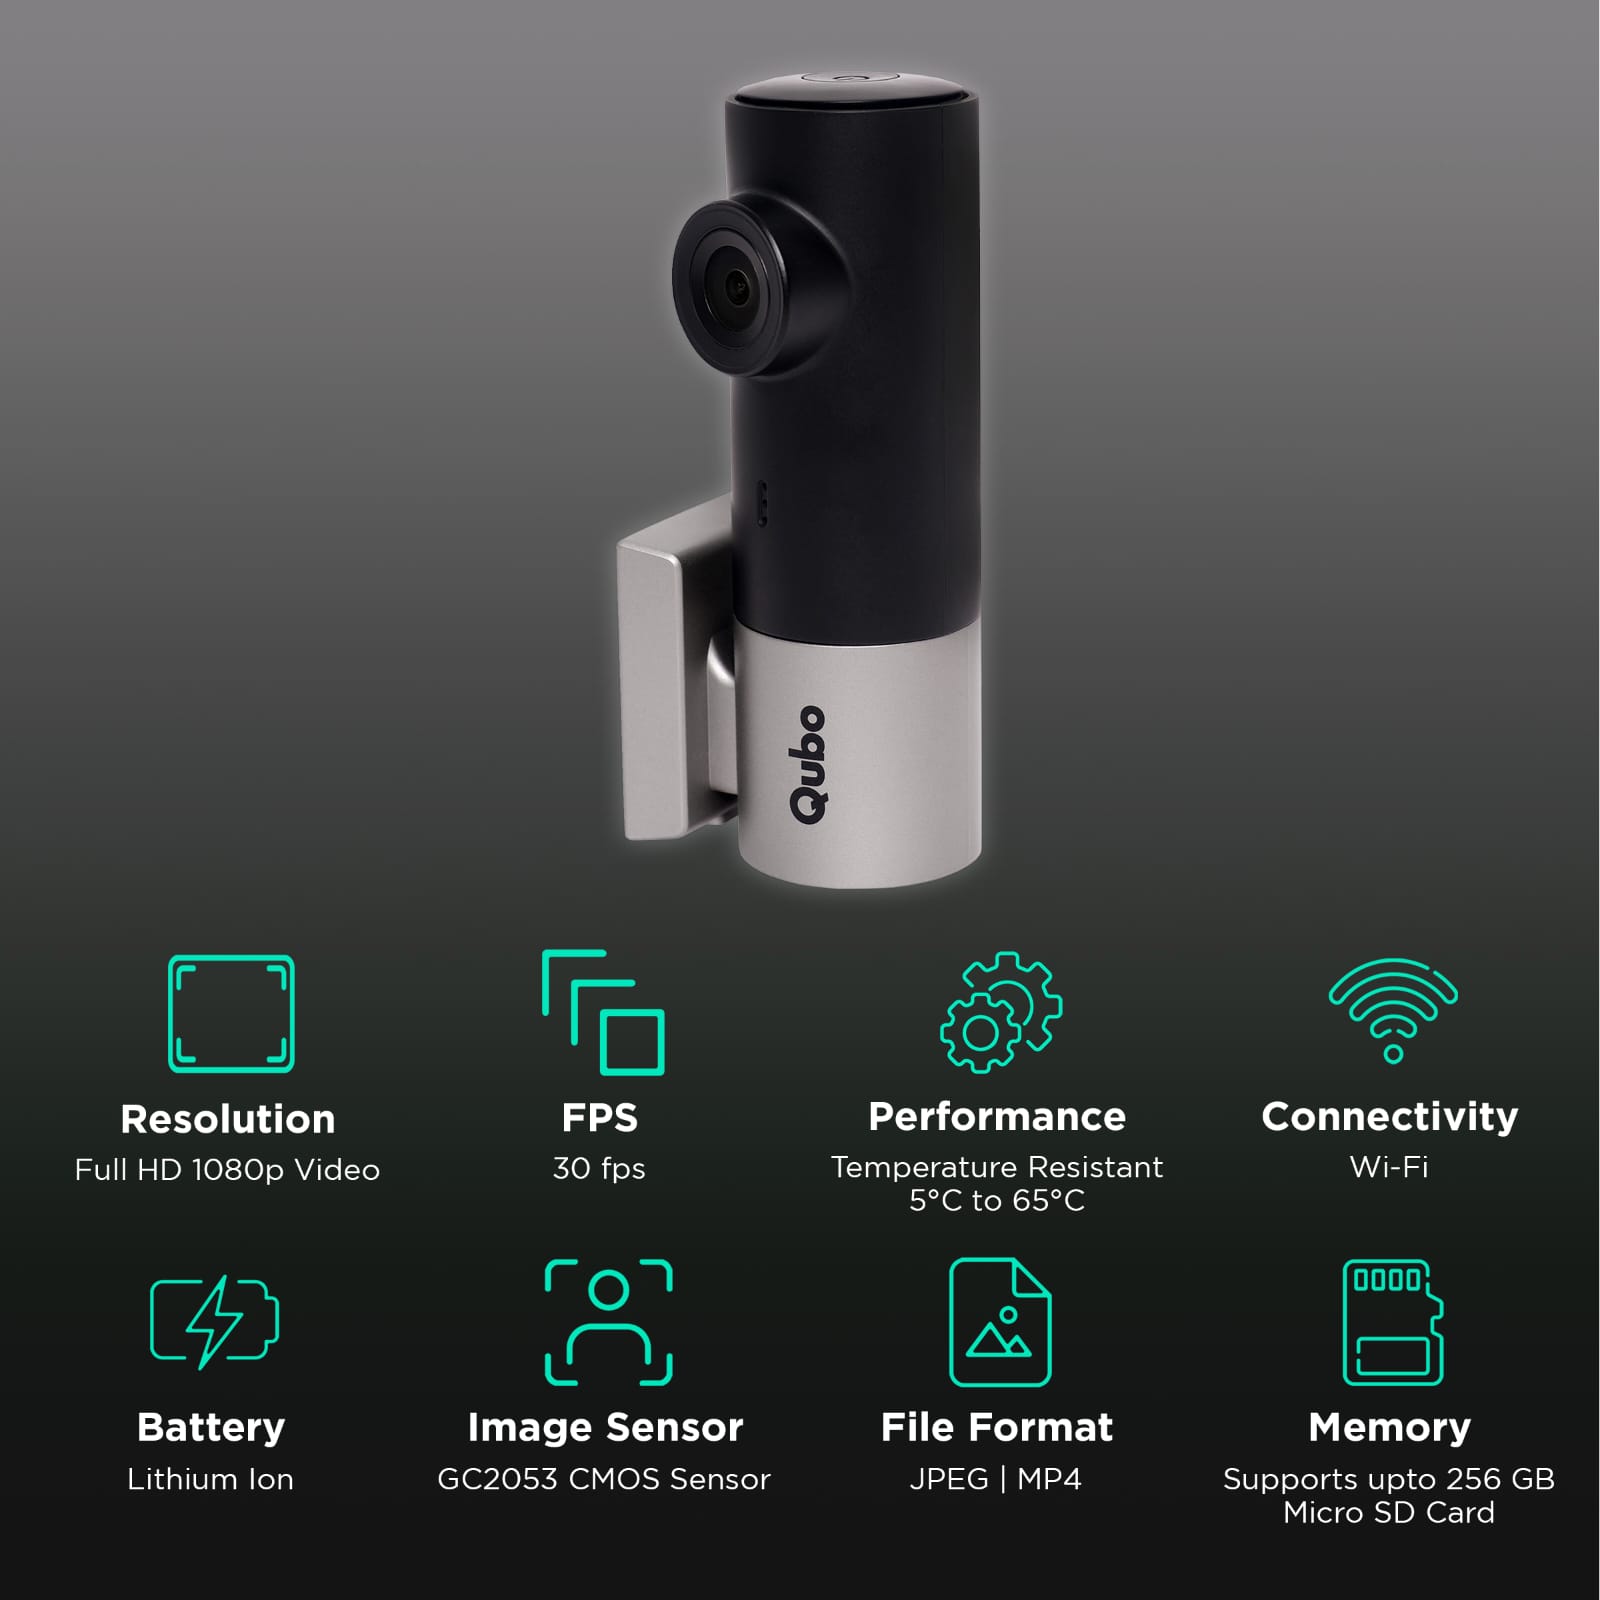 Qubo
Resolution
Full HD 1080p Video
FPS
30 fps
Performance
Temperature Resistant
5°C to 65°C
Connectivity
Wi-Fi
Battery
Lithium Ion
Image Sensor
GC2053 CMOS Sensor
File Format
JPEG | MP4
Memory
Supports upto 256 GB
Micro SD Card